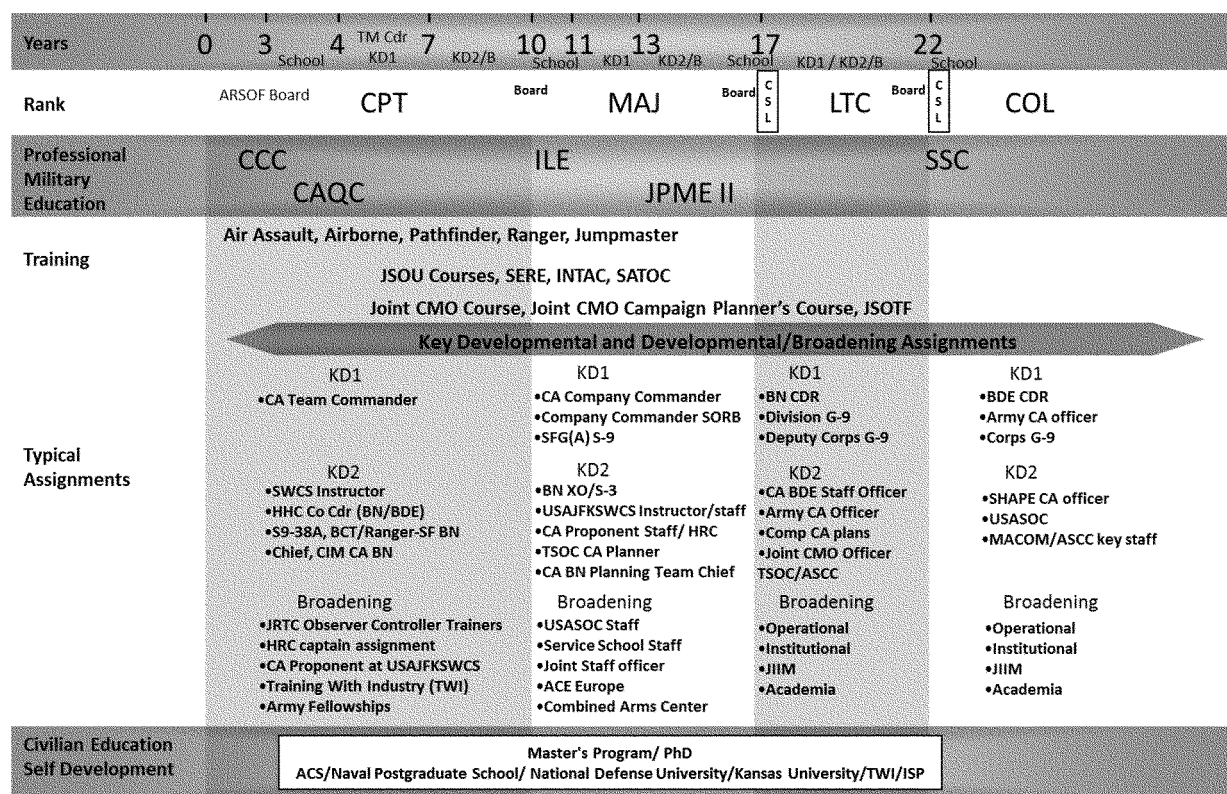 Years 0 3 School 4 TM Cdr KD1 7 KD2/B 10 School 11 KD1 13 KD2/B School 17 KD1 / KD2/B 22 School
Rank ARSOF Board CPT Board MAJ Board CSL LTC Board CSL COL
Professional Military Education
CCC ILE SSC
CAQC JPME II
Training
Air Assault, Airborne, Pathfinder, Ranger, Jumpmaster
JSOU Courses, SERE, INTAC, SATOC
Joint CMO Course, Joint CMO Campaign Planner's Course, JSOTF
Key Developmental and Developmental/Broadening Assignments
Typical Assignments
KD1
•CA Team Commander
KD2
•SWCS Instructor
•HHC Co Cdr (BN/BDE)
•S9-38A, BCT/Ranger-SF BN
•Chief, CIM CA BN
Broadening
•JRTC Observer Controller Trainers
•HRC captain assignment
•CA Proponent at USAJFKSWCS
•Training With Industry (TWI)
•Army Fellowships
KD1
•CA Company Commander
•Company Commander SORB
•SFG(A) S-9
KD2
•BN XO/S-3
•USAJFKSWCS Instructor/staff
•CA Proponent Staff/ HRC
•TSOC CA Planner
•CA BN Planning Team Chief
Broadening
•USASOC Staff
•Service School Staff
•Joint Staff officer
•ACE Europe
•Combined Arms Center
KD1
•BN CDR
•Division G-9
•Deputy Corps G-9
KD2
•CA BDE Staff Officer
•Army CA Officer
•Comp CA plans
•Joint CMO Officer
TSOC/ASCC
Broadening
•Operational
•Institutional
•JIIM
•Academia
KD1
•BDE CDR
•Army CA officer
•Corps G-9
KD2
•SHAPE CA officer
•USASOC
•MACOM/ASCC key staff
Broadening
•Operational
•Institutional
•JIIM
•Academia
Civilian Education
Self Development
Master's Program/ PhD
ACS/Naval Postgraduate School/ National Defense University/Kansas University/TWI/ISP